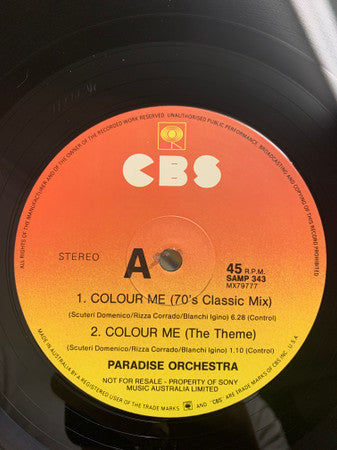 ALL RIGHTS OF THE MANUFACTURER AND OF THE OWNER OF THE RECORDED WORK RESERVED. UNAUTHORISED PUBLIC PERFORMANCE, BROADCASTING AND COPYING OF THIS RECORD PROHIBITED
CBS
STEREO
A
45 R.P.M.
SAMP 343
MX79777
1. COLOUR ME (70's Classic Mix)
(Scuteri Domenico/Rizza Corrado/Blanchi Igino) 6.28 (Control)
2. COLOUR ME (The Theme)
(Scuteri Domenico/Rizza Corrado/Blanchi Igino) 1.10 (Control)
PARADISE ORCHESTRA
NOT FOR RESALE - PROPERTY OF SONY
MUSIC AUSTRALIA LIMITED
MADE IN AUSTRALIA BY A REGISTERED USER OF THE TRADE MARKS AND "CBS" ARE TRADE MARKS OF CBS INC. U.S.A.